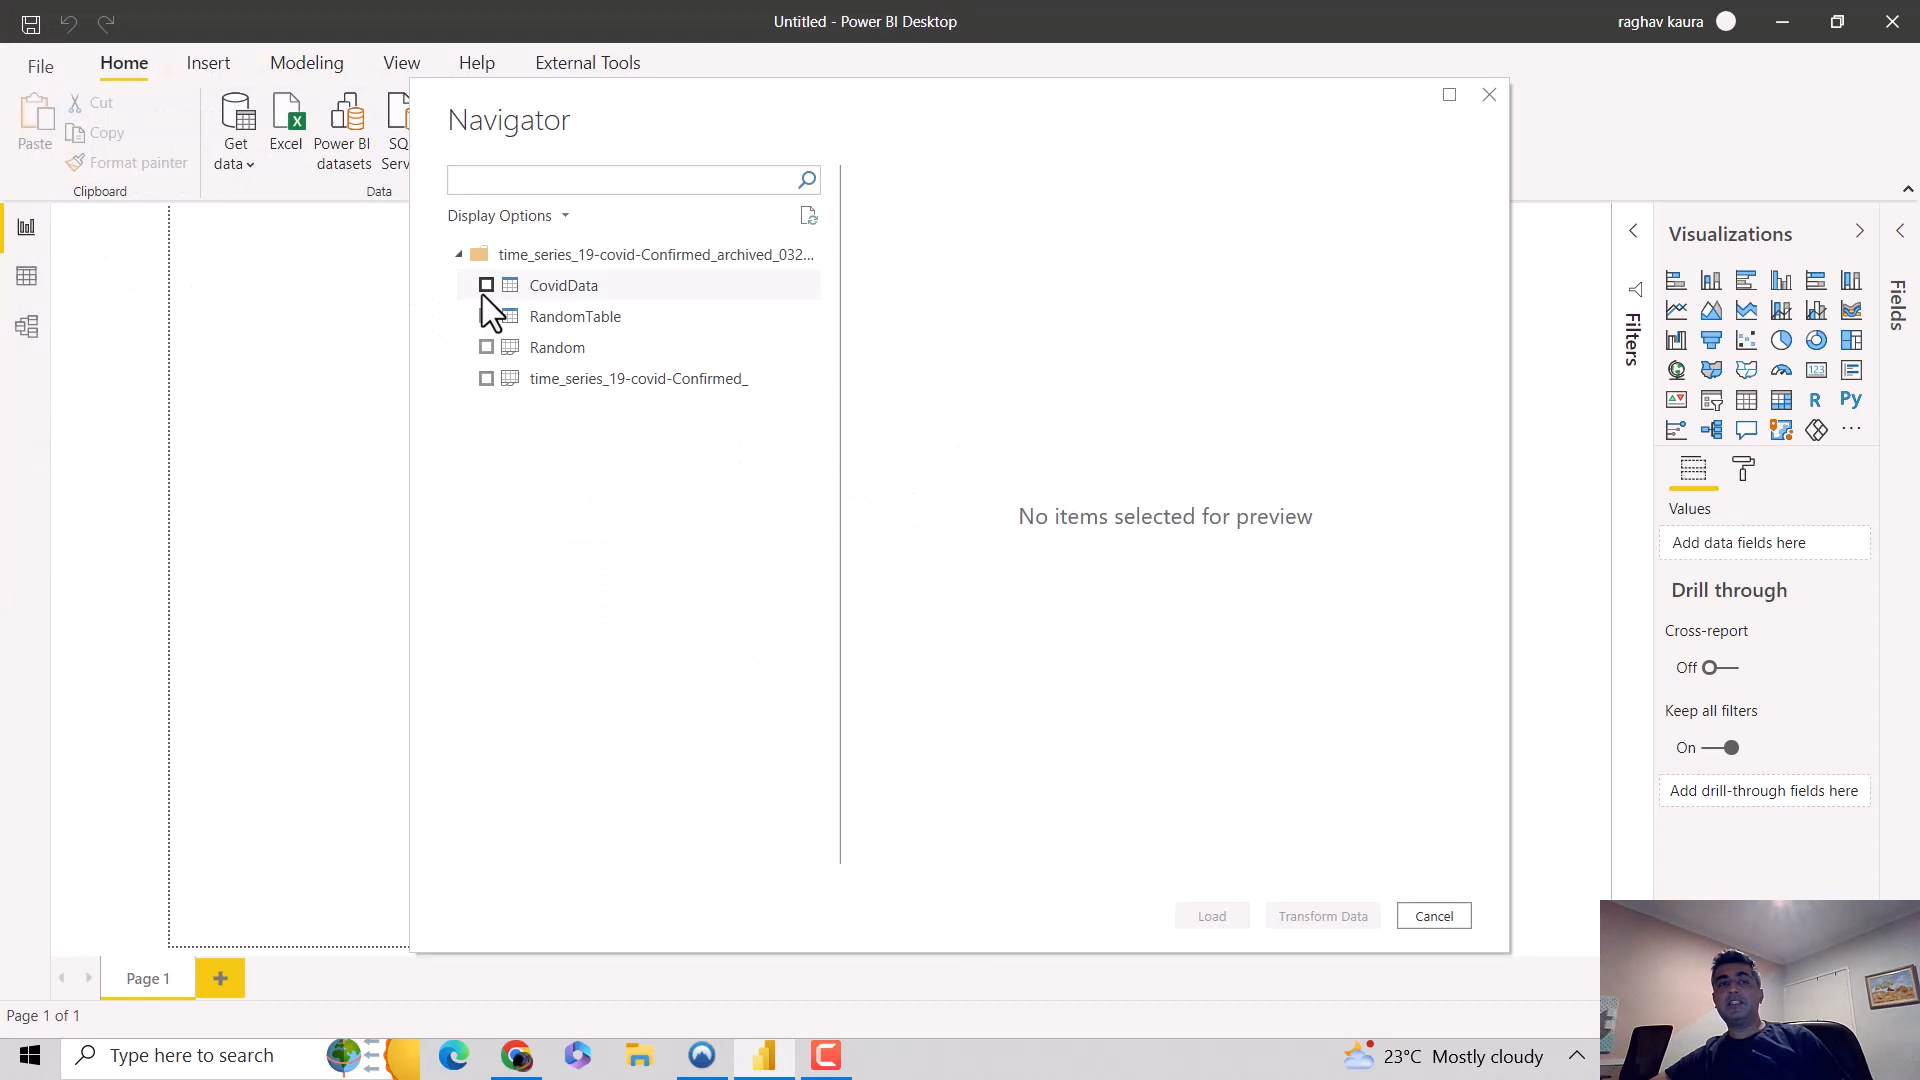 Untitled - Power BI Desktop
raghav kaura
File
Home
Insert
Modeling
View
Help
External Tools
Paste
Cut
Copy
Format painter
Clipboard
Get
data
Excel
Power BI
datasets
SQ
Serv
Data
Navigator
Display Options
time_series_19-covid-Confirmed_archived_032...
CovidData
RandomTable
Random
time_series_19-covid-Confirmed_
No items selected for preview
Load
Transform Data
Cancel
Filters
Visualizations
123
R
Py
Values
Add data fields here
Drill through
Cross-report
Off
Keep all filters
On
Add drill-through fields here
Fields
Page 1
Page 1 of 1
Type here to search
23°C Mostly cloudy